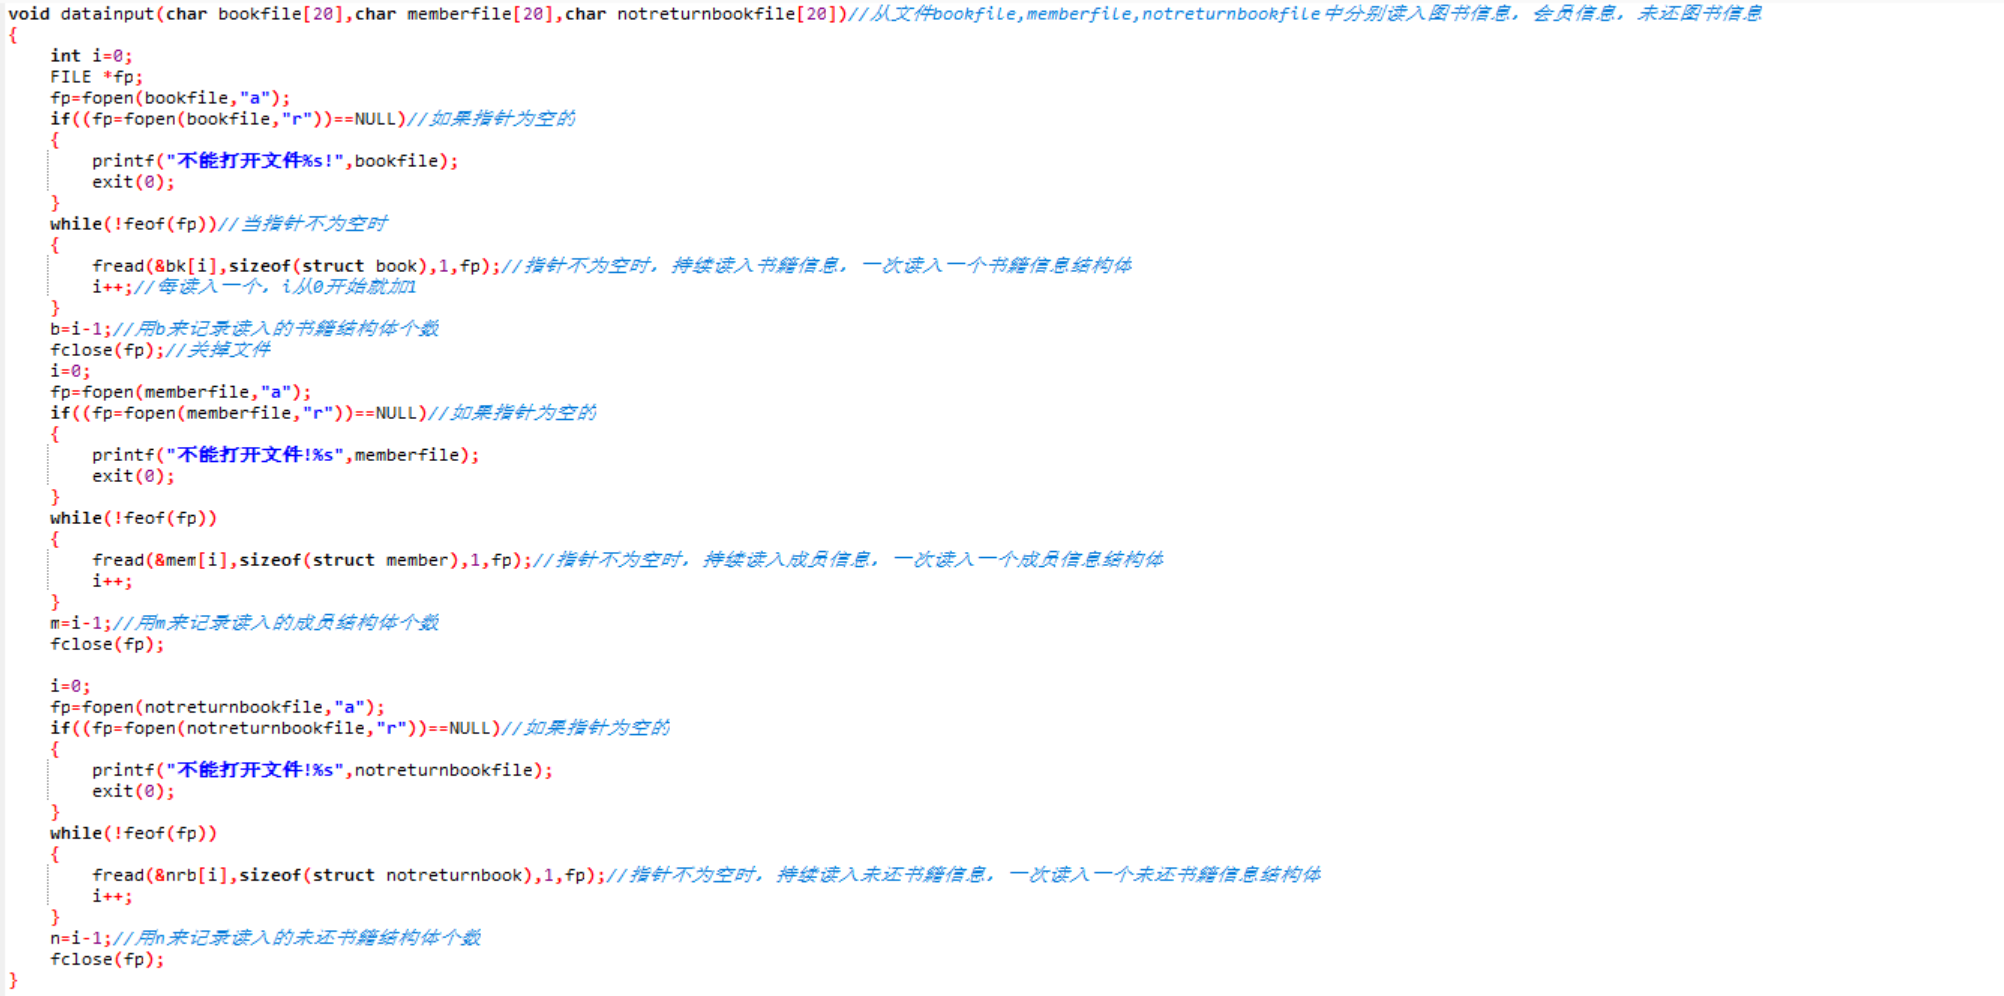 void datainput(char bookfile[20],char memberfile[20],char notreturnbookfile[20])//从文件bookfile,memberfile,notreturnbookfile中分别读入图书信息，会员信息，未还图书信息
{
int i=0;
FILE *fp;
fp=fopen(bookfile,"a");
if((fp=fopen(bookfile,"r"))==NULL)//如果指针为空的
{
printf("不能打开文件%s!",bookfile);
exit(0);
}
while(!feof(fp))//当指针不为空时
{
fread(&bk[i],sizeof(struct book),1,fp);//指针不为空时，持续读入书籍信息，一次读入一个书籍信息结构体
i++;//每读入一个，i从0开始就加1
}
b=i-1;//用b来记录读入的书籍结构体个数
fclose(fp);//关掉文件
i=0;
fp=fopen(memberfile,"a");
if((fp=fopen(memberfile,"r"))==NULL)//如果指针为空的
{
printf("不能打开文件!%s",memberfile);
exit(0);
}
while(!feof(fp))
{
fread(&mem[i],sizeof(struct member),1,fp);//指针不为空时，持续读入成员信息，一次读入一个成员信息结构体
i++;
}
m=i-1;//用m来记录读入的成员结构体个数
fclose(fp);
i=0;
fp=fopen(notreturnbookfile,"a");
if((fp=fopen(notreturnbookfile,"r"))==NULL)//如果指针为空的
{
printf("不能打开文件!%s",notreturnbookfile);
exit(0);
}
while(!feof(fp))
{
fread(&nrb[i],sizeof(struct notreturnbook),1,fp);//指针不为空时，持续读入未还书籍信息，一次读入一个未还书籍信息结构体
i++;
}
n=i-1;//用n来记录读入的未还书籍结构体个数
fclose(fp);
}